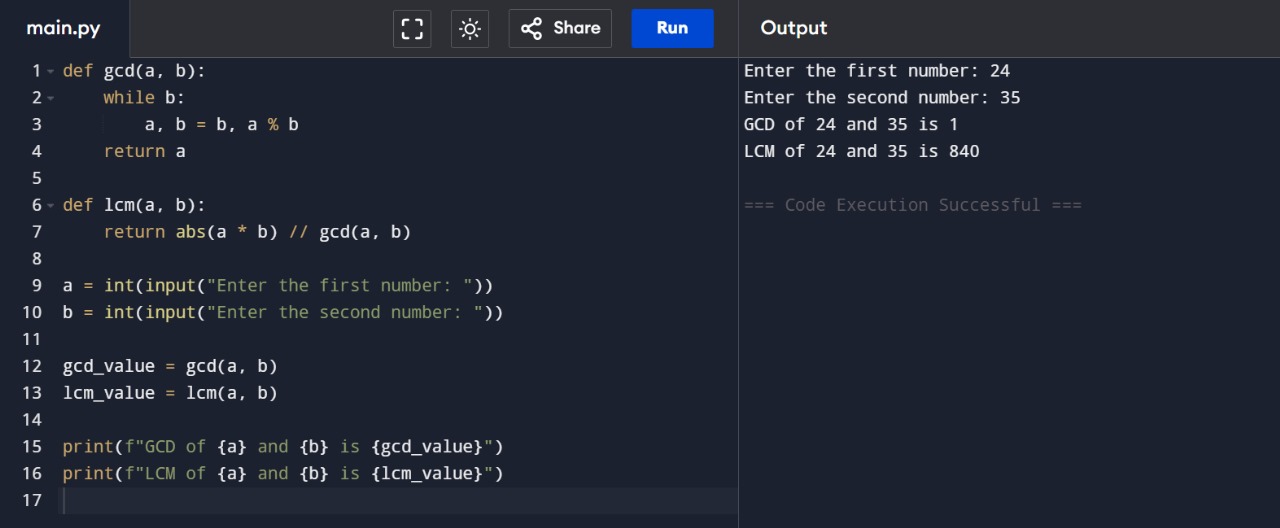 main.py
Share
Run
Output
1 def gcd(a, b):
2     while b:
3         a, b = b, a % b
4     return a
5
6 def lcm(a, b):
7     return abs(a * b) // gcd(a, b)
8
9 a = int(input("Enter the first number: "))
10 b = int(input("Enter the second number: "))
11
12 gcd_value = gcd(a, b)
13 lcm_value = lcm(a, b)
14
15 print(f"GCD of {a} and {b} is {gcd_value}")
16 print(f"LCM of {a} and {b} is {lcm_value}")
17
Enter the first number: 24
Enter the second number: 35
GCD of 24 and 35 is 1
LCM of 24 and 35 is 840
=== Code Execution Successful ===